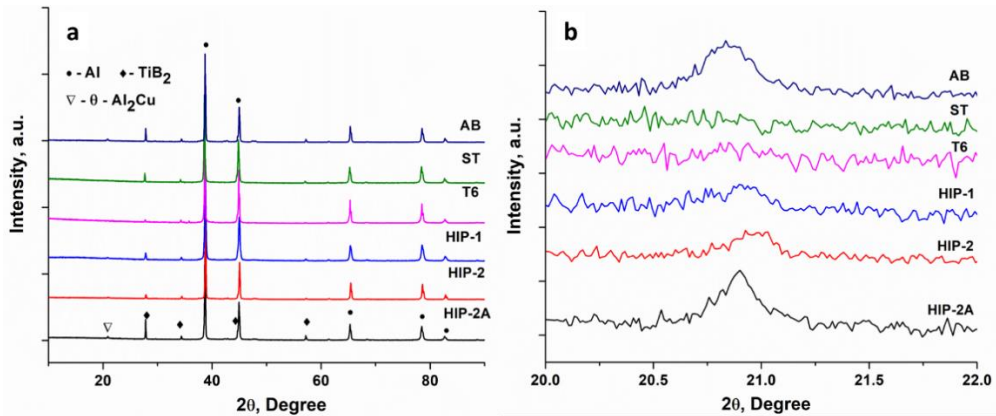 a
● - Al ♦ - TiB₂
▽ - θ - Al₂Cu
AB
ST
T6
HIP-1
HIP-2
HIP-2A
Intensity, a.u.
20 40 60 80
2θ, Degree
b
AB
ST
T6
HIP-1
HIP-2
HIP-2A
Intensity, a.u.
20.0 20.5 21.0 21.5 22.0
2θ, Degree